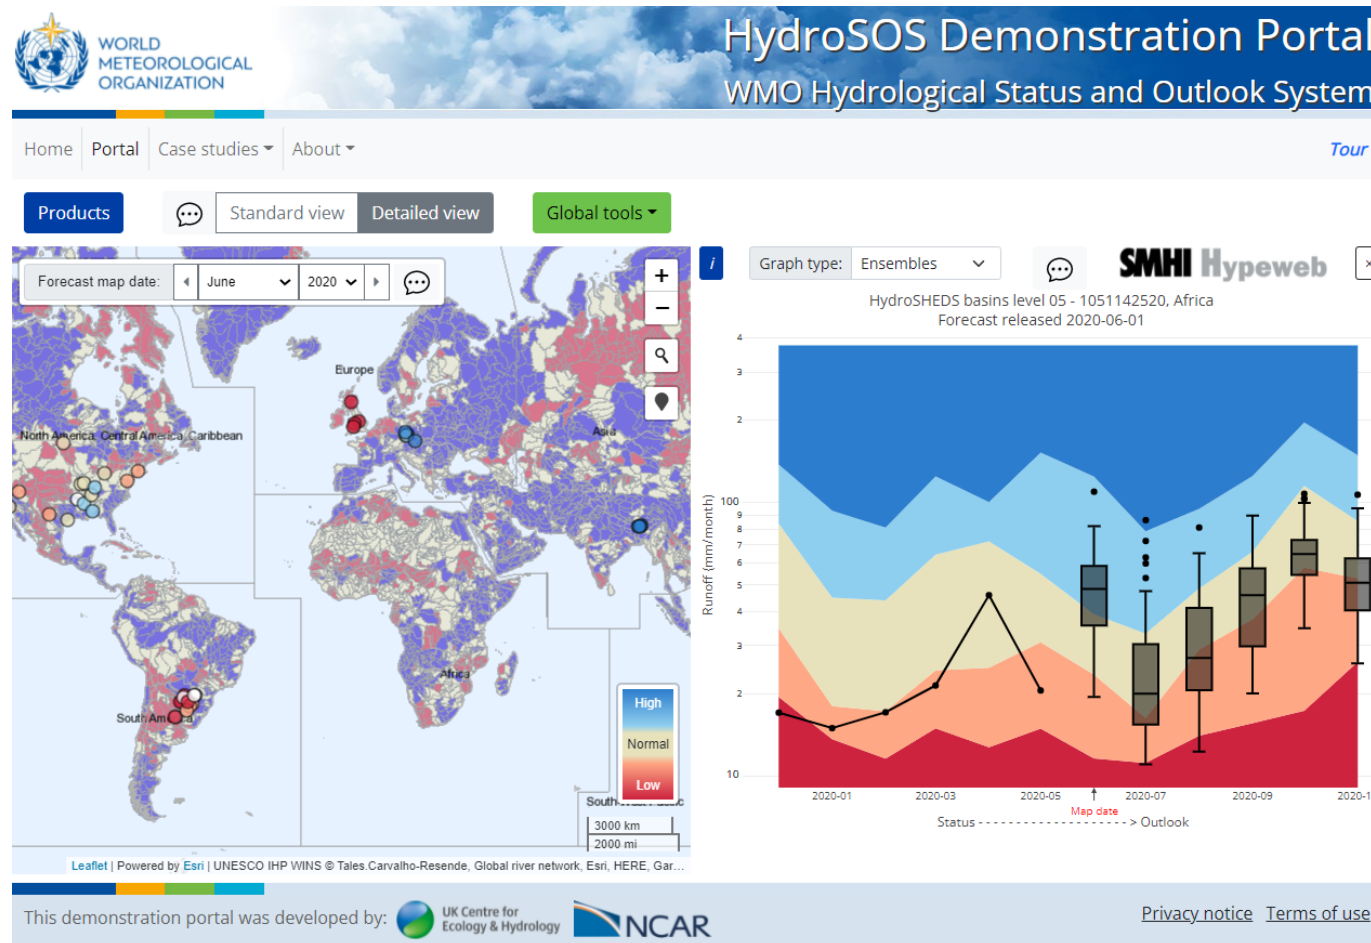 WORLD
METEOROLOGICAL
ORGANIZATION
HydroSOS Demonstration Portal
WMO Hydrological Status and Outlook System
Home Portal Case studies About
Tour
Products Standard view Detailed view Global tools
Forecast map date: June 2020
+
−
Europe
North America, Central America, Caribbean
Asia
Africa
South America
High
Normal
Low
3000 km
2000 mi
Leaflet | Powered by Esri | UNESCO IHP WINS © Tales.Carvalho-Resende, Global river network, Esri, HERE, Gar...
i
Graph type: Ensembles
SMHI Hypeweb
×
HydroSHEDS basins level 05 - 1051142520, Africa
Forecast released 2020-06-01
Runoff (mm/month)
4
3
2
100
9
8
7
6
5
4
3
2
10
2020-01 2020-03 2020-05 2020-07 2020-09 2020-1
Map date
Status - - - - - - - - - - - - - - - > Outlook
This demonstration portal was developed by:
UK Centre for
Ecology & Hydrology
NCAR
Privacy notice Terms of use